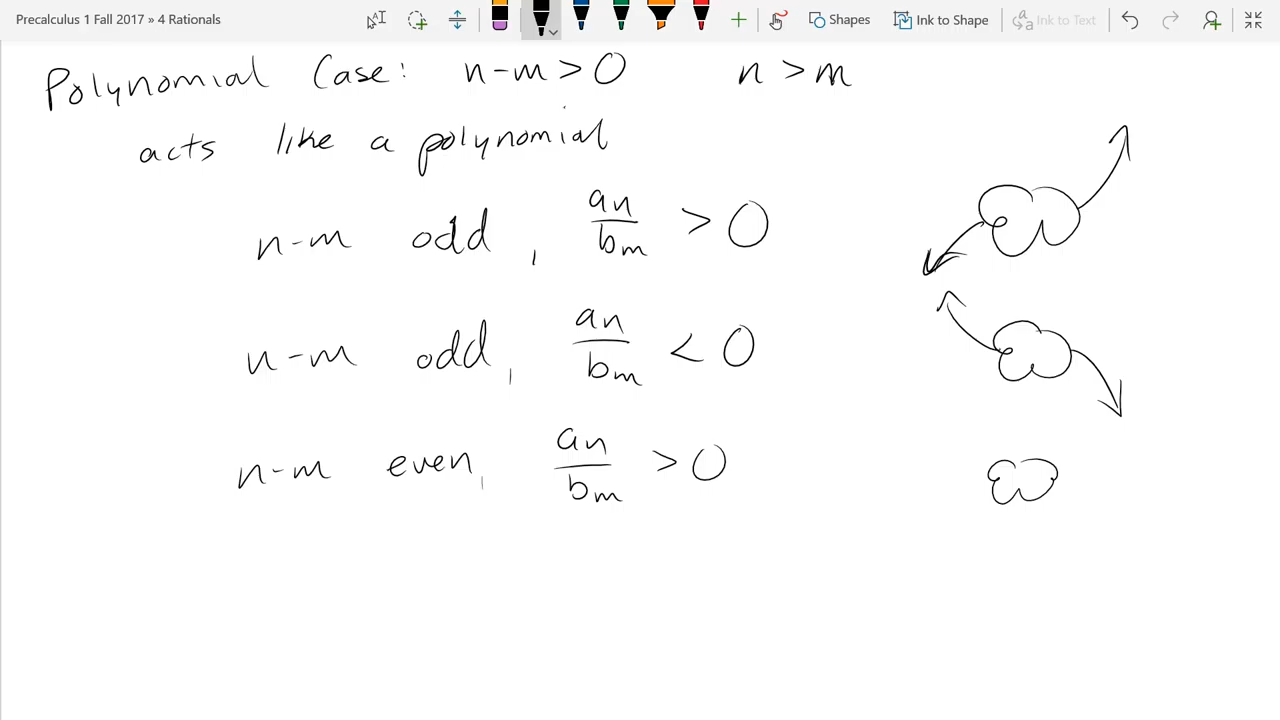 Precalculus 1 Fall 2017 » 4 Rationals
Shapes
Ink to Shape
Ink to Text
Polynomial Case: n-m > 0 n > m
acts like a polynomial
n-m odd, an/bm > 0
n-m odd, an/bm < 0
n-m even, an/bm > 0